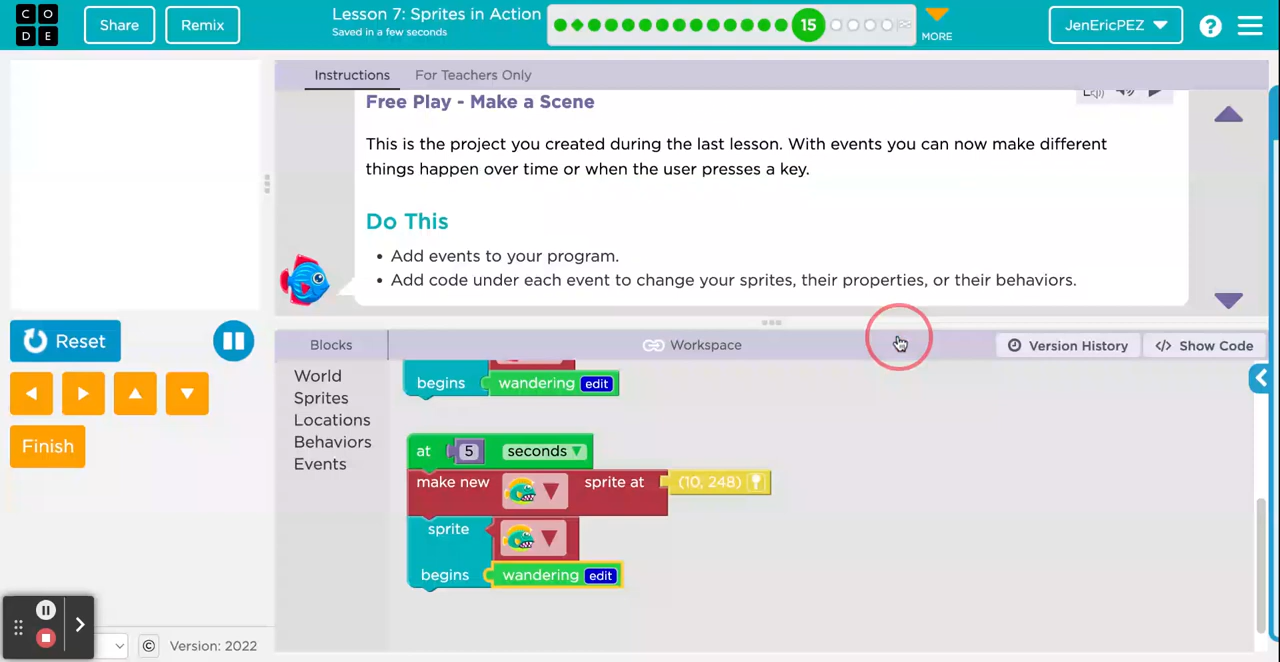 CO
DE
Share
Remix
Lesson 7: Sprites in Action
Saved in a few seconds
15
MORE
JenEricPEZ
?
Instructions
For Teachers Only
Free Play - Make a Scene
This is the project you created during the last lesson. With events you can now make different
things happen over time or when the user presses a key.
Do This
• Add events to your program.
• Add code under each event to change your sprites, their properties, or their behaviors.
Reset
Finish
Blocks
Workspace
Version History
</> Show Code
World
Sprites
Locations
Behaviors
Events
begins wandering edit
at 5 seconds
make new sprite at (10, 248)
sprite
begins wandering edit
© Version: 2022